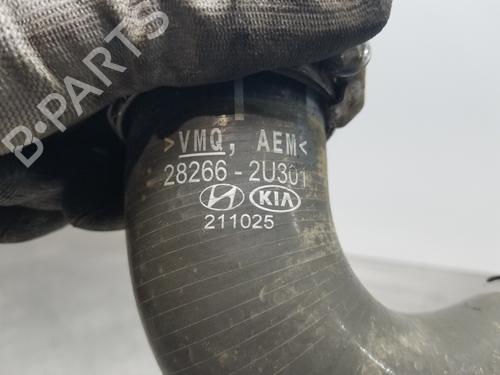 B-PARTS
>VMQ, AEM<
28266-2U301
KIA
211025